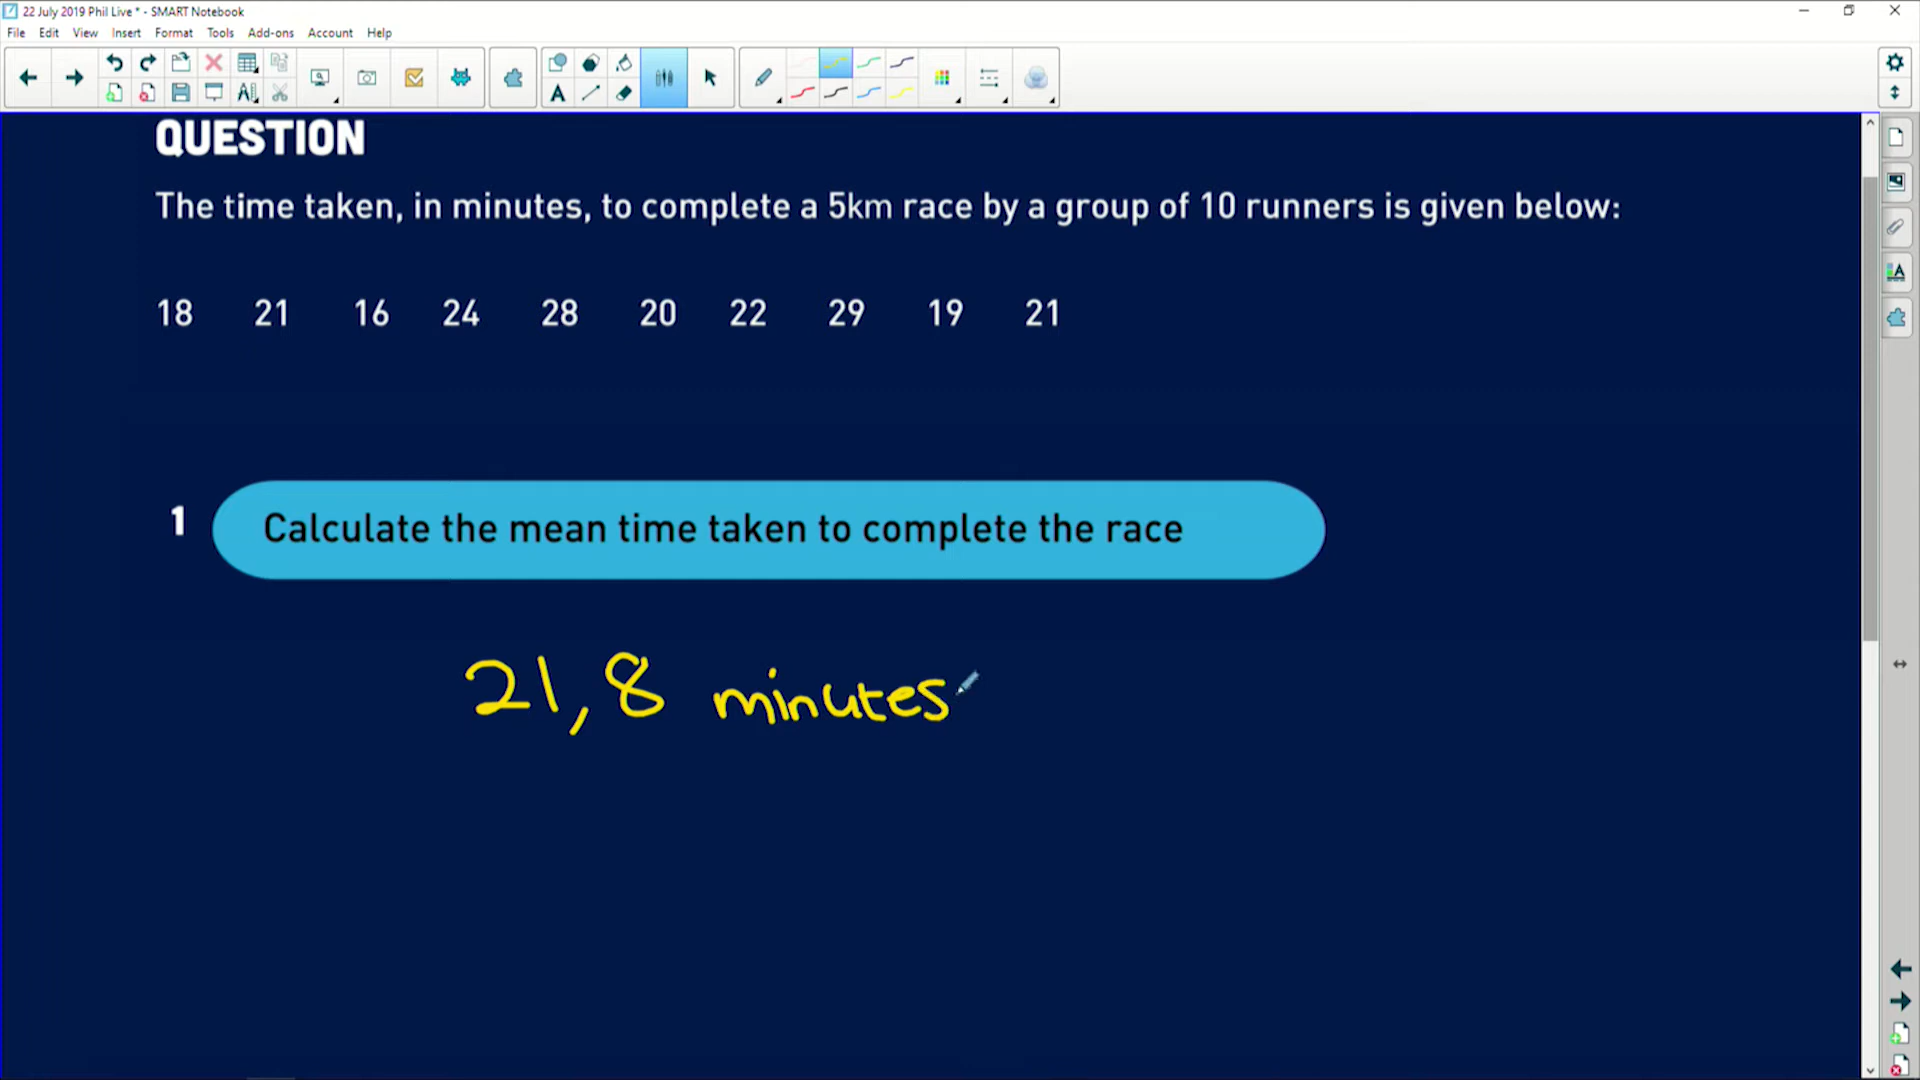 22 July 2019 Phil Live * - SMART Notebook
File Edit View Insert Format Tools Add-ons Account Help
QUESTION
The time taken, in minutes, to complete a 5km race by a group of 10 runners is given below:
18 21 16 24 28 20 22 29 19 21
1 Calculate the mean time taken to complete the race
21,8 minutes